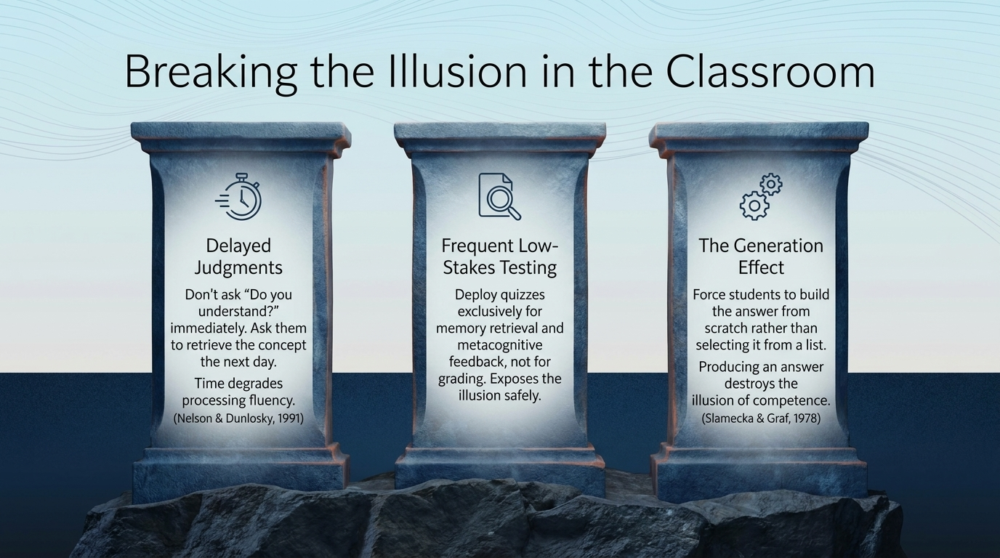 Breaking the Illusion in the Classroom
Delayed
Judgments
Don't ask “Do you
understand?”
immediately. Ask them
to retrieve the concept
the next day.
Time degrades
processing fluency.
(Nelson & Dunlosky, 1991)
Frequent Low-
Stakes Testing
Deploy quizzes
exclusively for
memory retrieval and
metacognitive
feedback, not for
grading. Exposes the
illusion safely.
The Generation
Effect
Force students to build
the answer from
scratch rather than
selecting it from a list.
Producing an answer
destroys the
illusion of competence.
(Slamecka & Graf, 1978)